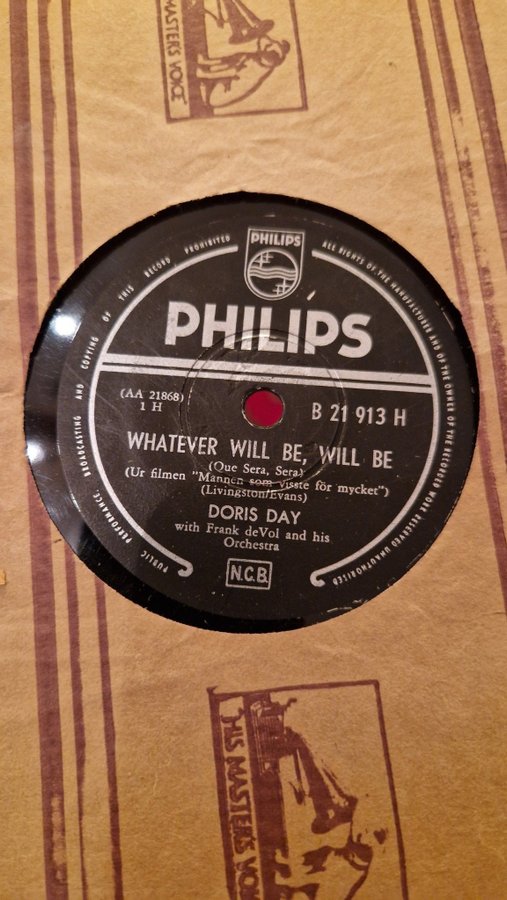 "HIS MASTER'S VOICE"
PHILIPS
PUBLIC PERFORMANCE BROADCASTING AND COPYING OF THIS RECORD PROHIBITED
ALL RIGHTS OF THE MANUFACTURER AND OF THE OWNER OF THE RECORDED WORK RESERVED UNAUTHORISED
PHILIPS
(AA 21868)
1 H
B 21 913 H
WHATEVER WILL BE, WILL BE
(Que Sera, Sera)
(Ur filmen "Mannen som visste för mycket")
(Livingston/Evans)
DORIS DAY
with Frank deVol and his
Orchestra
N.C.B.
"HIS MASTER'S VOICE